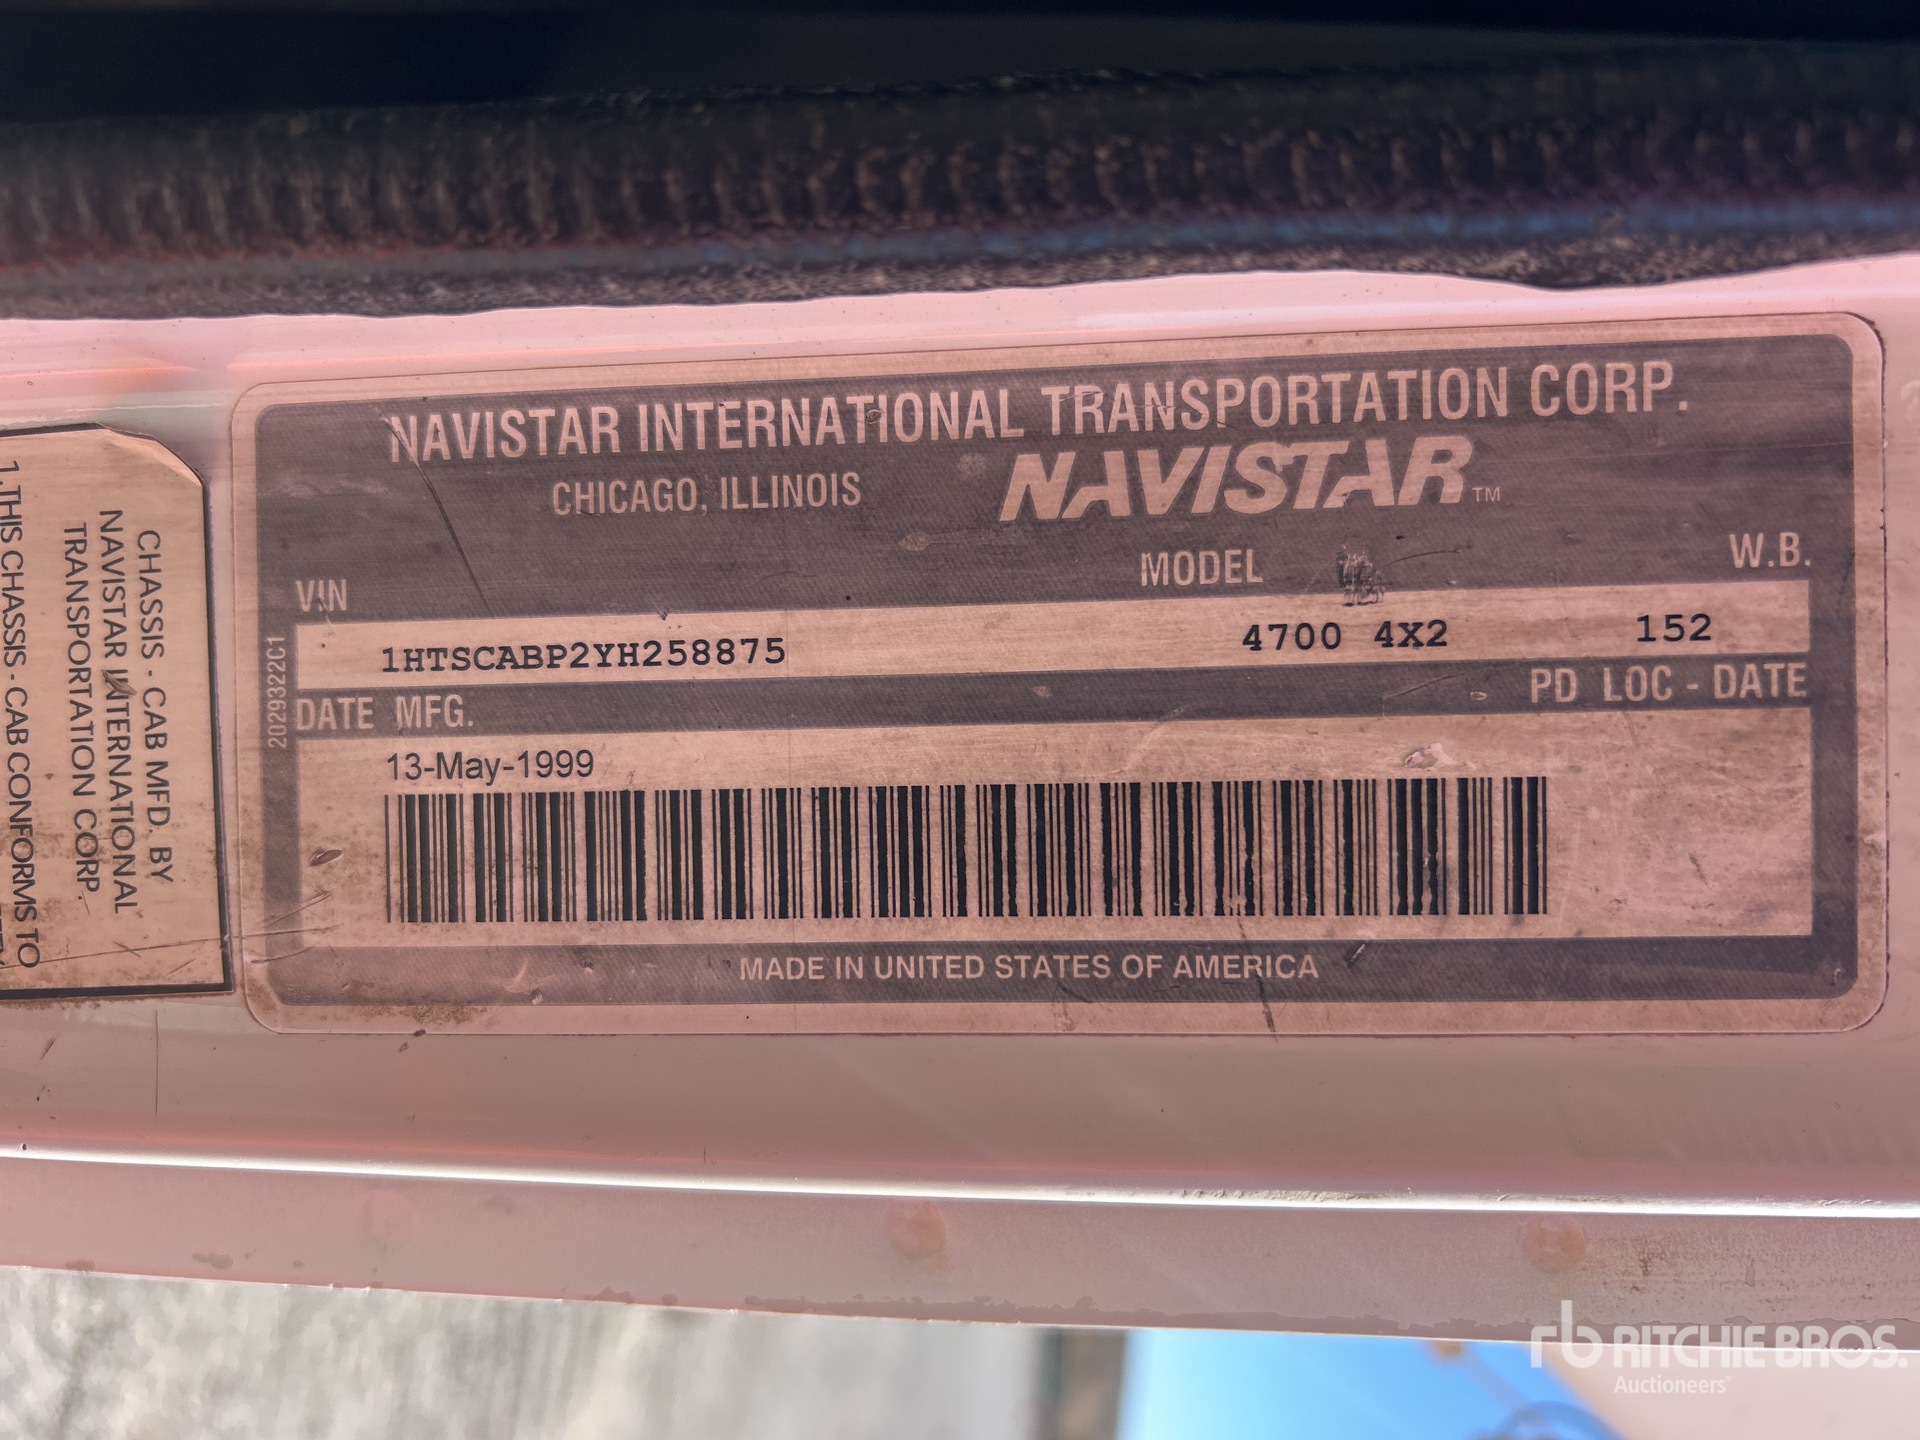 NAVISTAR INTERNATIONAL TRANSPORTATION CORP.
CHICAGO, ILLINOIS NAVISTAR™
VIN MODEL W.B.
1HTSCABP2YH258875 4700 4X2 152
DATE MFG. PD LOC - DATE
13-May-1999
MADE IN UNITED STATES OF AMERICA
2029322C1
CHASSIS - CAB MFD. BY
NAVISTAR INTERNATIONAL
TRANSPORTATION CORP.
1.THIS CHASSIS - CAB CONFORMS TO
rb RITCHIE BROS.
Auctioneers